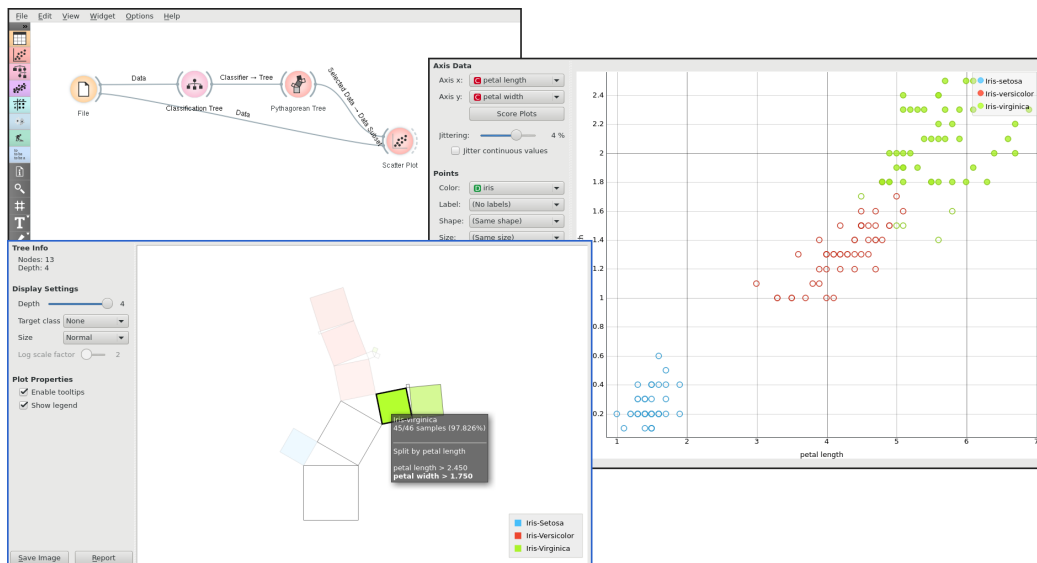 File Edit View Widget Options Help
Data
Classifier → Tree
Selected Data → Data Subset
Data
File
Classification Tree
Pythagorean Tree
Scatter Plot
T
Axis Data
Axis x: C petal length
Axis y: C petal width
Score Plots
Jittering: 4 %
Jitter continuous values
Points
Color: D iris
Label: (No labels)
Shape: (Same shape)
Size: (Same size)
Iris-setosa
Iris-versicolor
Iris-virginica
2.4
2.2
2
1.8
1.6
1.4
1.2
1
0.8
0.6
0.4
0.2
1 2 3 4 5 6 7
petal length
Tree Info
Nodes: 13
Depth: 4
Display Settings
Depth 4
Target class None
Size Normal
Log scale factor 2
Plot Properties
Enable tooltips
Show legend
Iris-virginica
45/46 samples (97.826%)
Split by petal length
petal length > 2.450
petal width > 1.750
Iris-Setosa
Iris-Versicolor
Iris-Virginica
Save Image Report